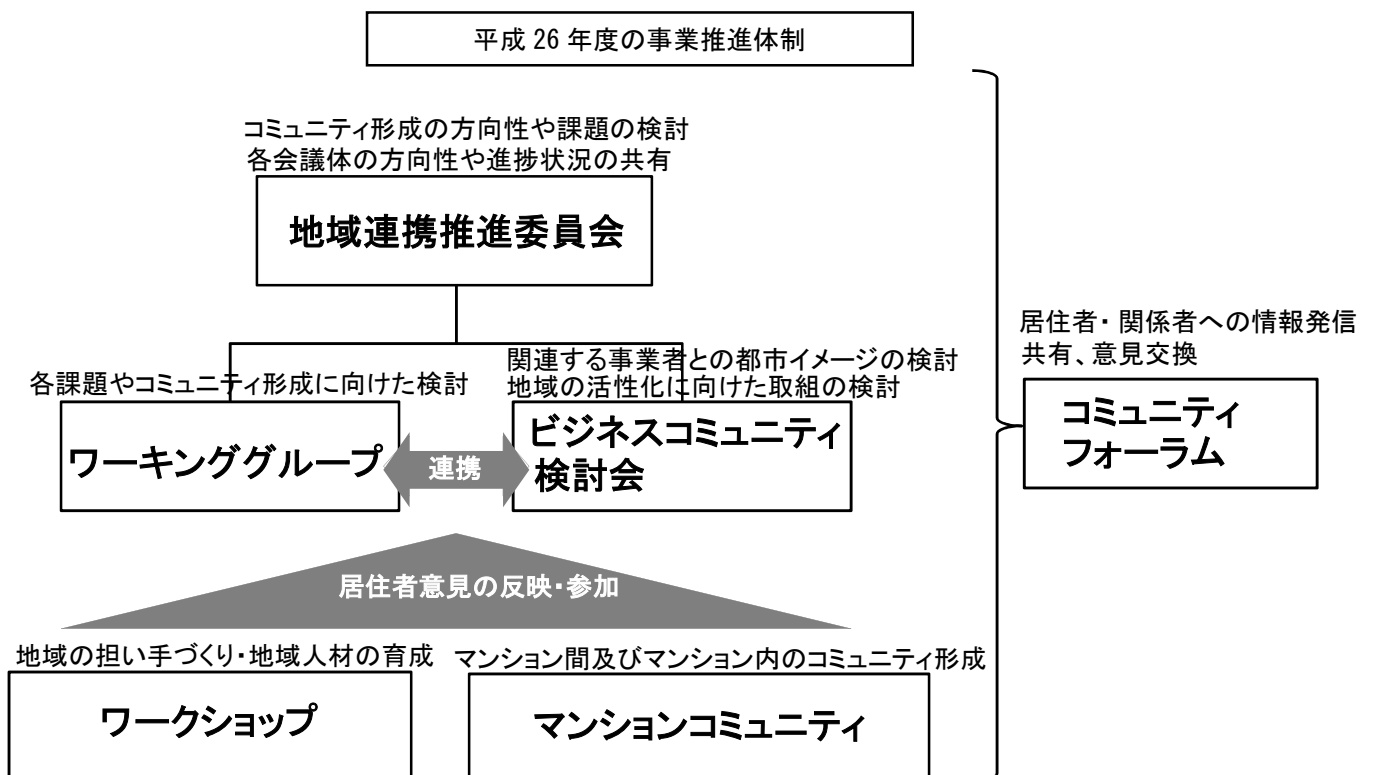 平成 26 年度の事業推進体制
コミュニティ形成の方向性や課題の検討
各会議体の方向性や進捗状況の共有
地域連携推進委員会
居住者・関係者への情報発信
共有、意見交換
コミュニティ
フォーラム
各課題やコミュニティ形成に向けた検討
ワーキンググループ
連携
関連する事業者との都市イメージの検討
地域の活性化に向けた取組の検討
ビジネスコミュニティ
検討会
居住者意見の反映・参加
地域の担い手づくり・地域人材の育成
ワークショップ
マンション間及びマンション内のコミュニティ形成
マンションコミュニティ